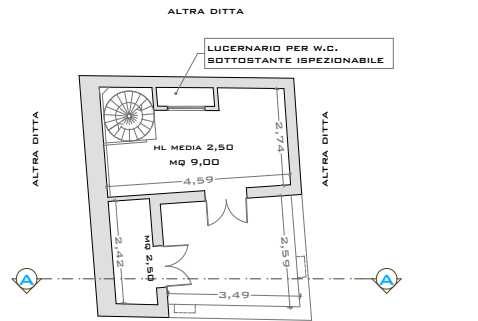 ALTRA DITTA
LUCERNARIO PER W.C.
SOTTOSTANTE ISPEZIONABILE
ALTRA DITTA
ALTRA DITTA
HL MEDIA 2,50
MQ 9,00
2,74
4,59
2,42
MQ 2,50
2,59
3,49
A
A